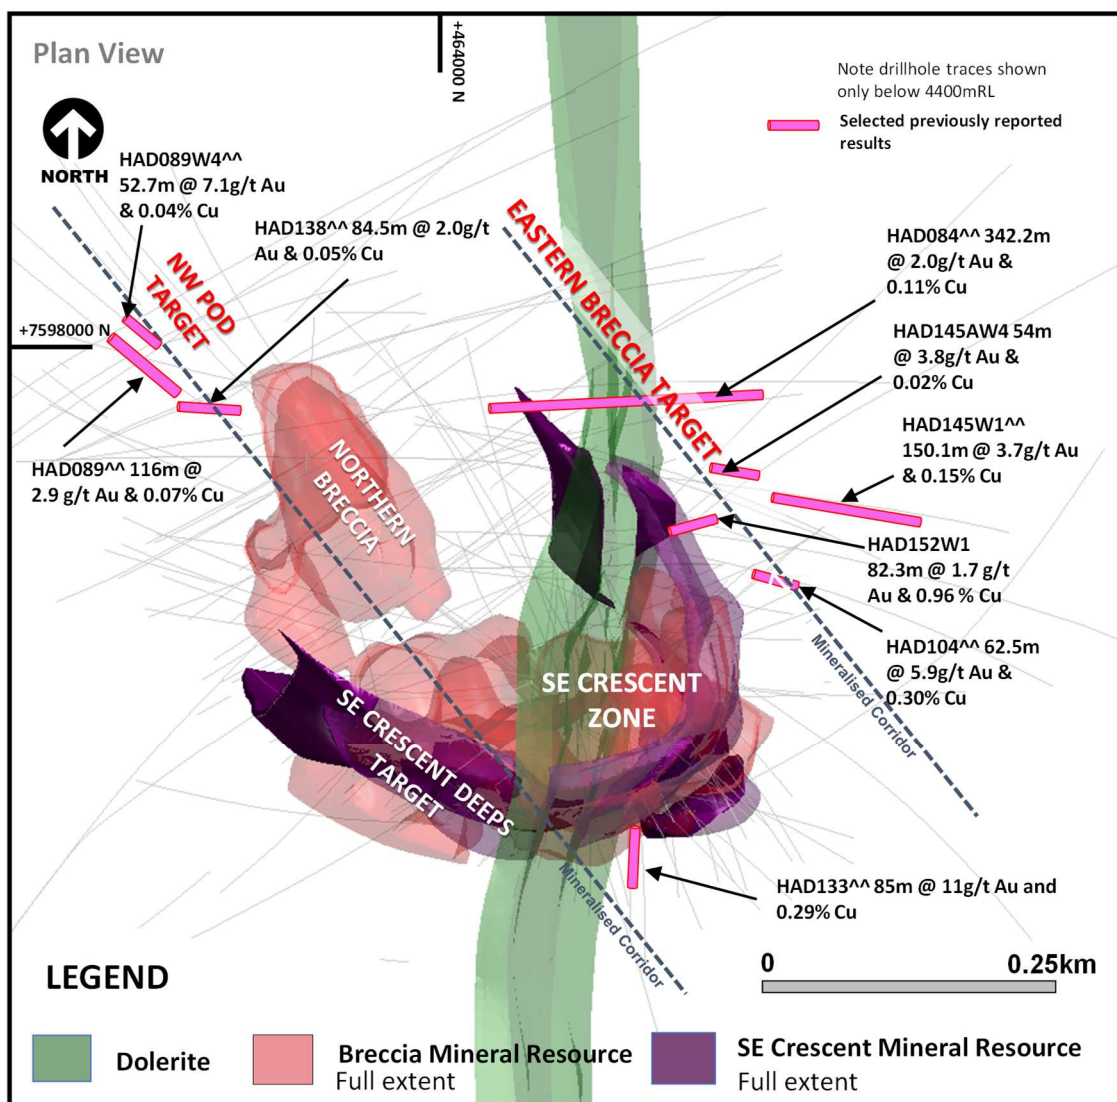 Plan View
+464000 N
Note drillhole traces shown
only below 4400mRL
Selected previously reported
results
NORTH
HAD089W4^^
52.7m @ 7.1g/t Au
& 0.04% Cu
HAD138^^ 84.5m @ 2.0g/t
Au & 0.05% Cu
NW POD
TARGET
EASTERN BRECCIA TARGET
HAD084^^ 342.2m
@ 2.0g/t Au &
0.11% Cu
+7598000 N
HAD145AW4 54m
@ 3.8g/t Au &
0.02% Cu
HAD145W1^^
150.1m @ 3.7g/t Au
& 0.15% Cu
HAD089^^ 116m @
2.9 g/t Au & 0.07% Cu
NORTHERN
BRECCIA
HAD152W1
82.3m @ 1.7 g/t
Au & 0.96 % Cu
HAD104^^ 62.5m
@ 5.9g/t Au &
0.30% Cu
Mineralised Corridor
SE CRESCENT
ZONE
SE CRESCENT DEEPS
TARGET
Mineralised Corridor
HAD133^^ 85m @ 11g/t Au and
0.29% Cu
LEGEND
0 0.25km
Dolerite
Breccia Mineral Resource
Full extent
SE Crescent Mineral Resource
Full extent